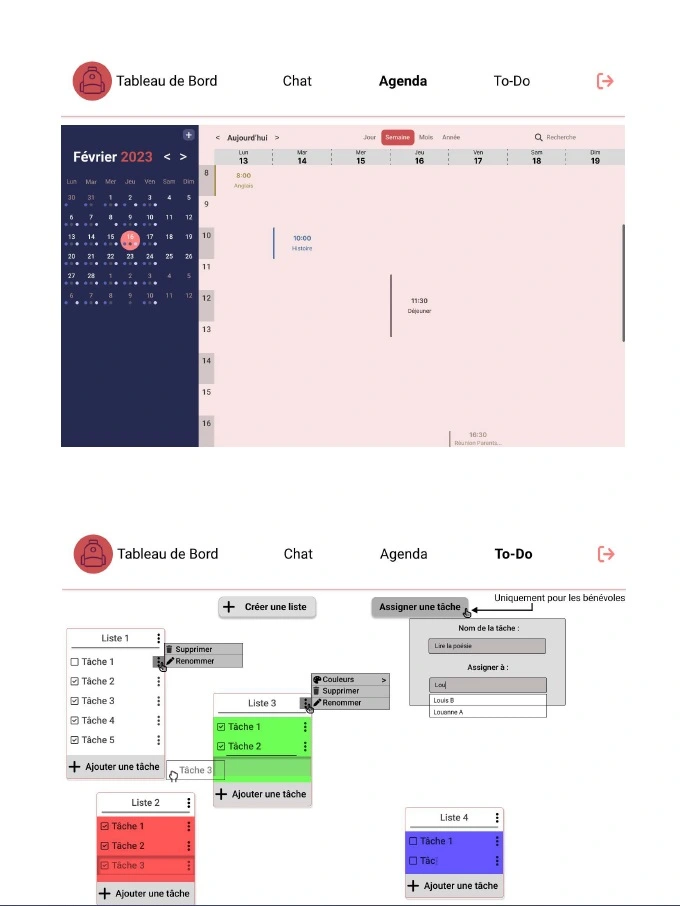 Tableau de Bord Chat Agenda To-Do
Février 2023 < >
Lun Mar Mer Jeu Ven Sam Dim
30 31 1 2 3 4 5
6 7 8 9 10 11 12
13 14 15 16 17 18 19
20 21 22 23 24 25 26
27 28 1 2 3 4 5
6 7 8 9 10 11 12
< Aujourd'hui > Jour Semaine Mois Année Recherche
Lun Mar Mer Jeu Ven Sam Dim
13 14 15 16 17 18 19
8
8:00
Anglais
9
10
10:00
Histoire
11
12
11:30
Déjeuner
13
14
15
16
16:30
Réunion Parents...
Tableau de Bord Chat Agenda To-Do
+ Créer une liste
Assigner une tâche
Uniquement pour les bénévoles
Nom de la tâche :
Lire la poésie
Assigner à :
Lou
Louis B
Louanne A
Liste 1
Tâche 1
Tâche 2
Tâche 3
Tâche 4
Tâche 5
+ Ajouter une tâche
Supprimer
Renommer
Liste 3
Tâche 1
Tâche 2
Tâche 3
+ Ajouter une tâche
Couleurs >
Supprimer
Renommer
Liste 2
Tâche 1
Tâche 2
Tâche 3
+ Ajouter une tâche
Liste 4
Tâche 1
Tâc
+ Ajouter une tâche